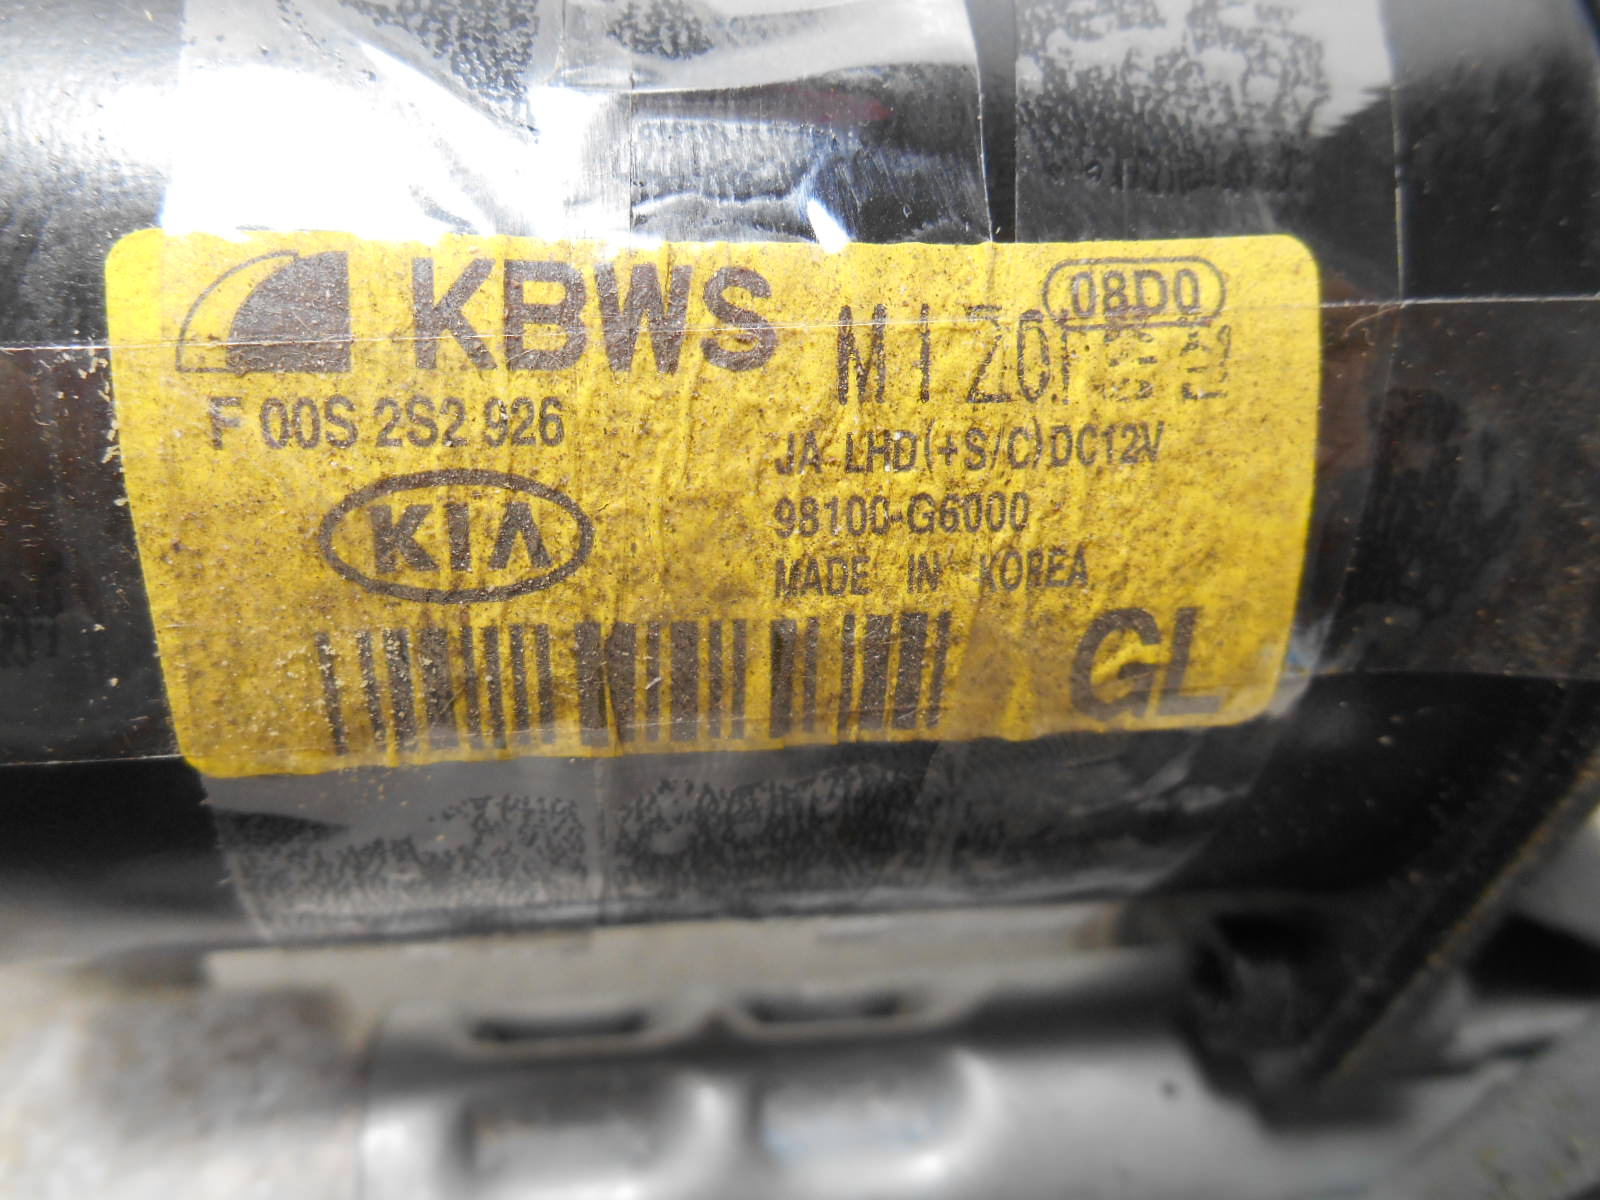 KBWS
08D0
F 00S 2S2 926
JA LHD(+S/C)DC12V
98100-G6000
KIA
MADE IN KOREA
GL